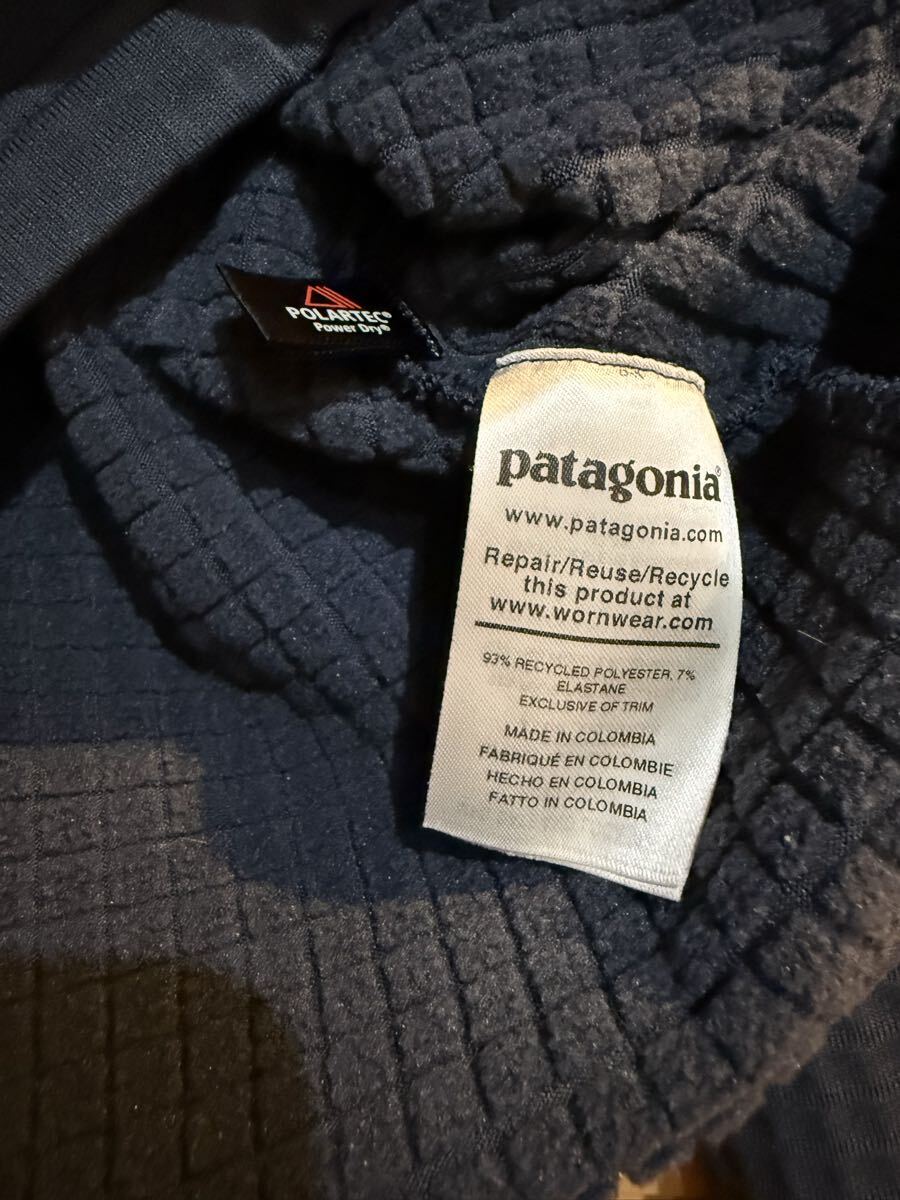 POLARTEC®
Power Dry®
patagonia®
www.patagonia.com
Repair/Reuse/Recycle
this product at
www.wornwear.com
93% RECYCLED POLYESTER, 7%
ELASTANE
EXCLUSIVE OF TRIM
MADE IN COLOMBIA
FABRIQUÉ EN COLOMBIE
HECHO EN COLOMBIA
FATTO IN COLOMBIA